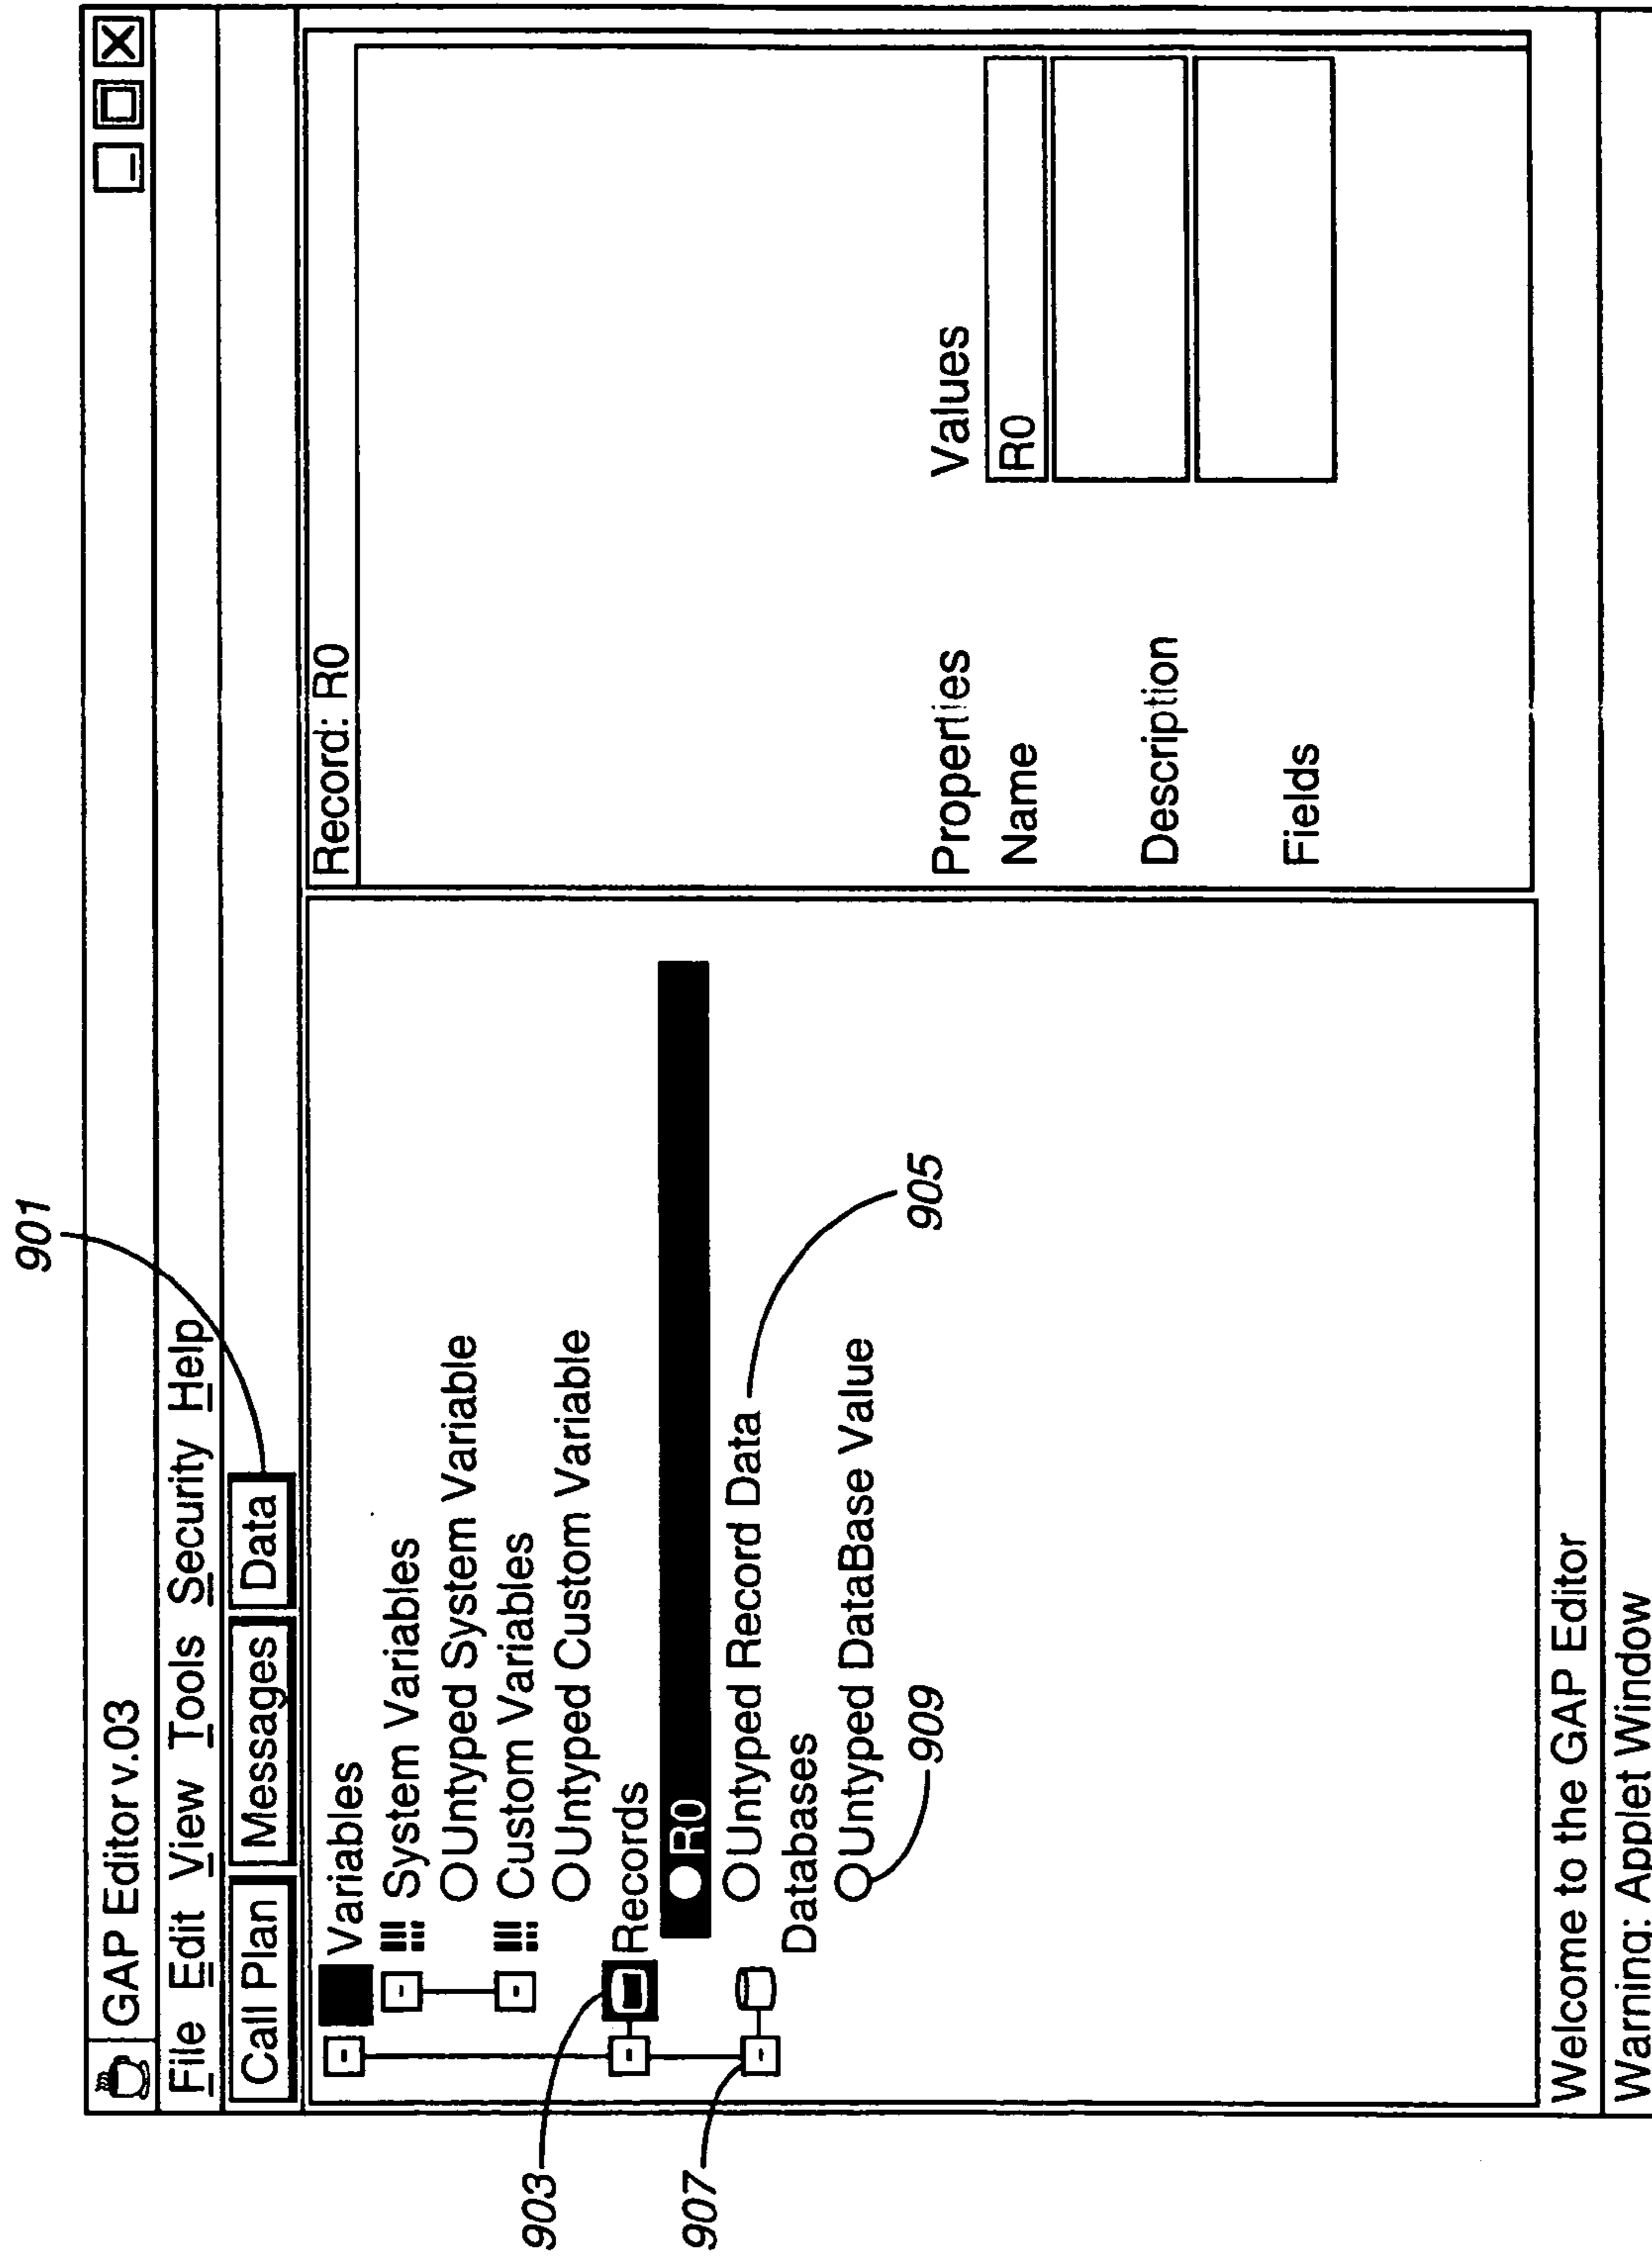 901
GAP Editor v.03
File Edit View Tools Security Help
Call Plan Messages Data
Variables
System Variables
Untyped System Variable
Custom Variables
Untyped Custom Variable
903
Records
R0
Untyped Record Data
905
907
Databases
Untyped DataBase Value
909
Record: R0
Properties Values
Name R0
Description
Fields
Welcome to the GAP Editor
Warning: Applet Window